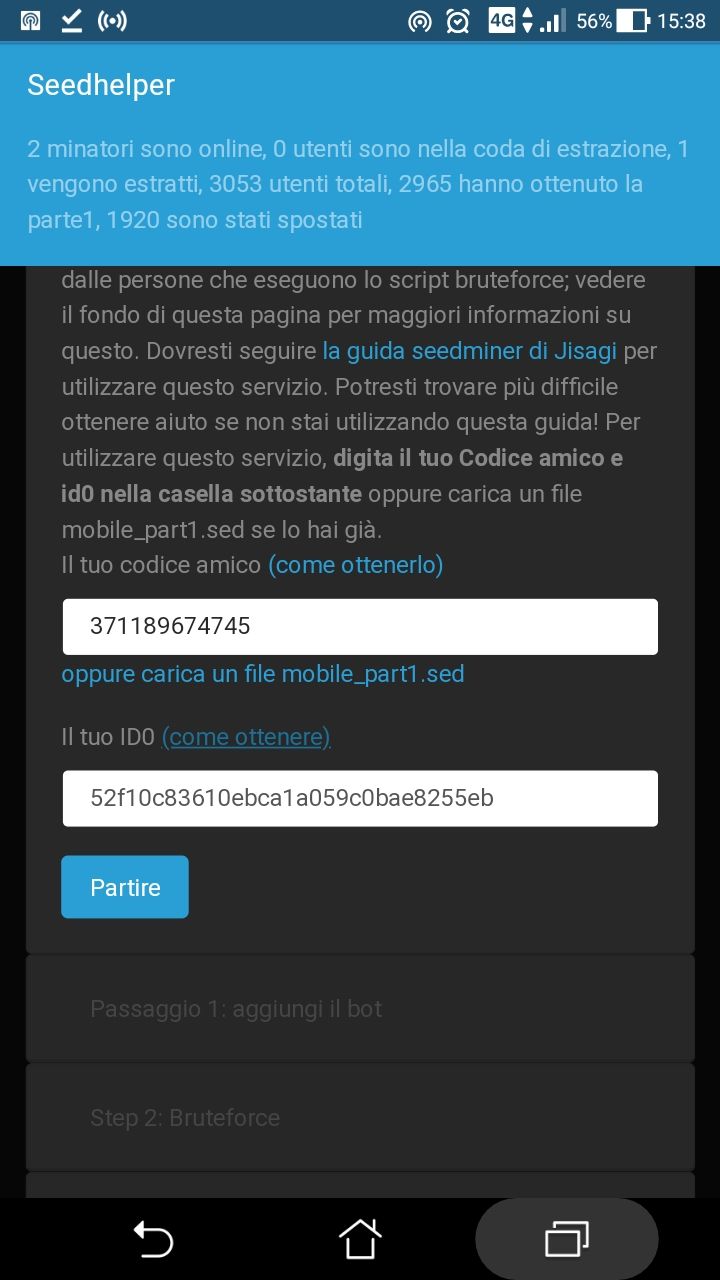 4G 56% 15:38
Seedhelper
2 minatori sono online, 0 utenti sono nella coda di estrazione, 1
vengono estratti, 3053 utenti totali, 2965 hanno ottenuto la
parte1, 1920 sono stati spostati
dalle persone che eseguono lo script bruteforce; vedere
il fondo di questa pagina per maggiori informazioni su
questo. Dovresti seguire la guida seedminer di Jisagi per
utilizzare questo servizio. Potresti trovare più difficile
ottenere aiuto se non stai utilizzando questa guida! Per
utilizzare questo servizio, digita il tuo Codice amico e
id0 nella casella sottostante oppure carica un file
mobile_part1.sed se lo hai già.
Il tuo codice amico (come ottenerlo)
371189674745
oppure carica un file mobile_part1.sed
Il tuo ID0 (come ottenere)
52f10c83610ebca1a059c0bae8255eb
Partire
Passaggio 1: aggiungi il bot
Step 2: Bruteforce